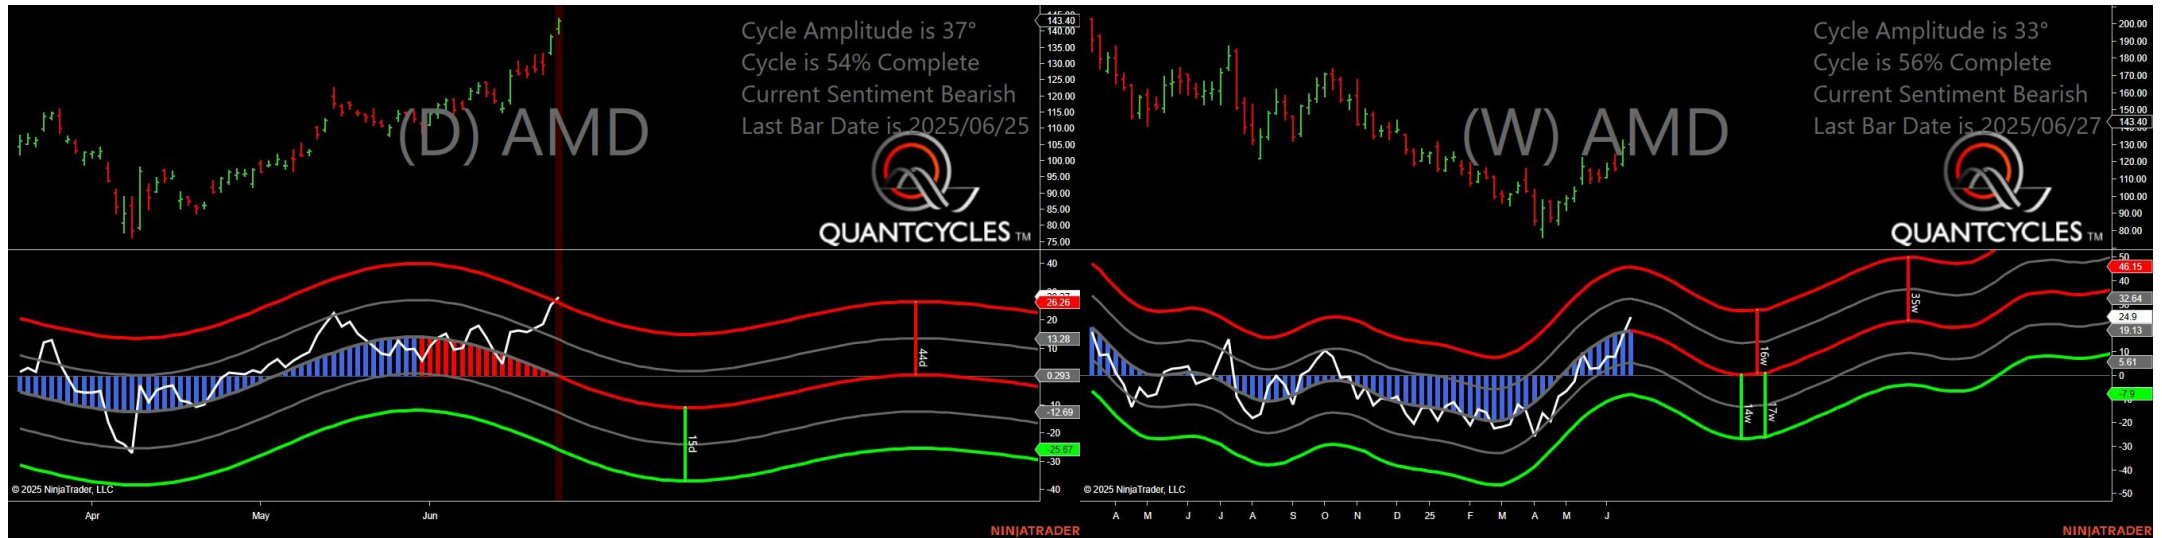 Cycle Amplitude is 37°
Cycle is 54% Complete
Current Sentiment Bearish
Last Bar Date is 2025/06/25
(D) AMD
QUANTCYCLES TM
143.40
140.00
135.00
130.00
125.00
120.00
115.00
110.00
105.00
100.00
95.00
90.00
85.00
80.00
75.00
40
26.26
20
13.28
10
0.293
-12.69
-20
-25.67
-30
-40
44d
15d
© 2025 NinjaTrader, LLC
Apr
May
Jun
NINJATRADER
Cycle Amplitude is 33°
Cycle is 56% Complete
Current Sentiment Bearish
Last Bar Date is 2025/06/27
(W) AMD
QUANTCYCLES TM
200.00
190.00
180.00
170.00
160.00
150.00
143.40
130.00
120.00
110.00
100.00
90.00
80.00
50
46.15
40
32.64
24.9
19.13
10
5.61
0
-7.9
-20
-30
-40
-50
35w
16w
14w
17w
© 2025 NinjaTrader, LLC
A
M
J
J
A
S
O
N
D
25
F
M
A
M
J
NINJATRADER